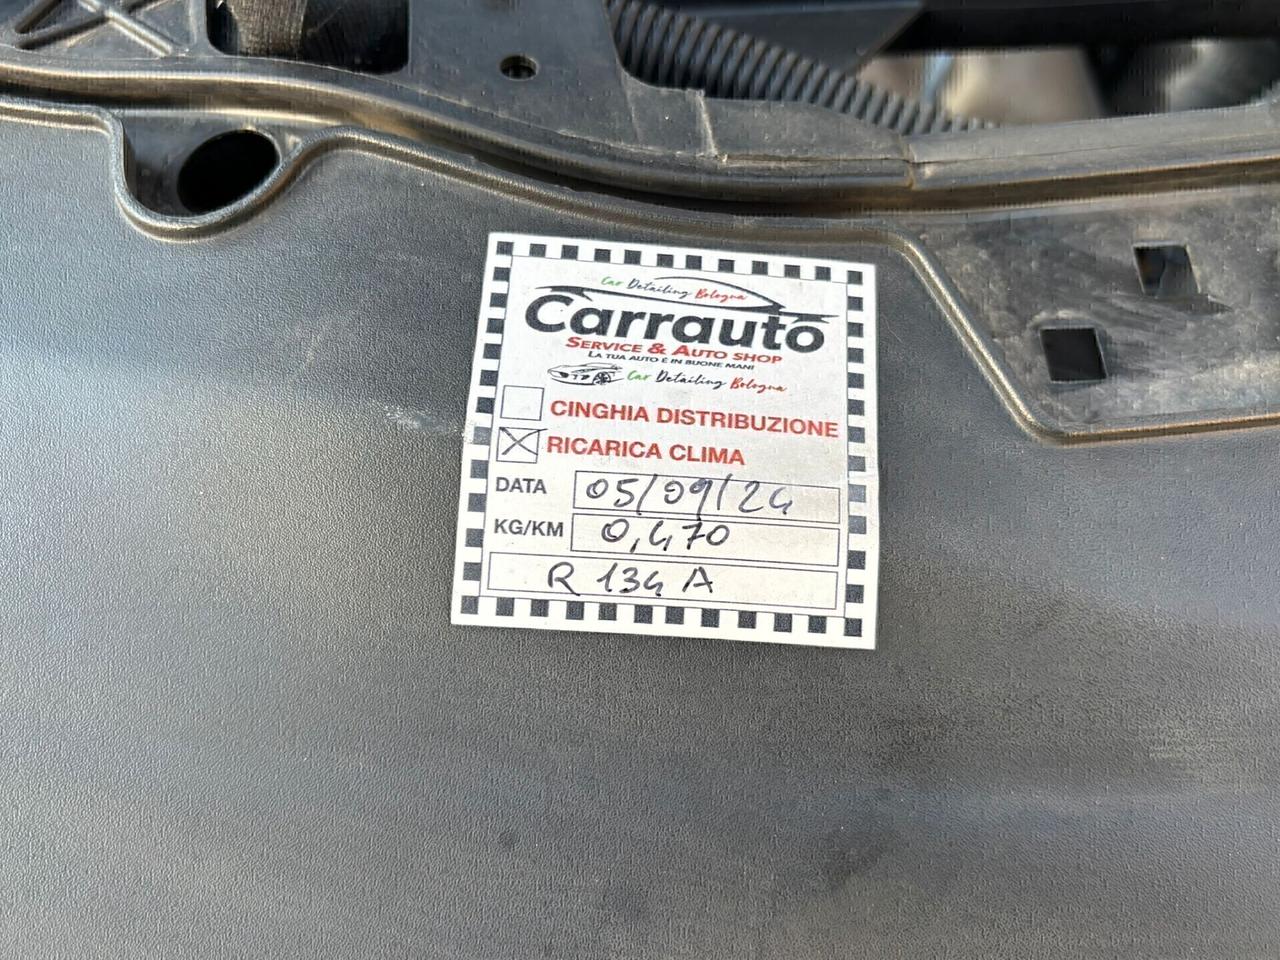 Car Detailing Bologna
Carrauto
SERVICE & AUTO SHOP
LA TUA AUTO È IN BUONE MANI
Car Detailing Bologna
CINGHIA DISTRIBUZIONE
RICARICA CLIMA
DATA 05/09/24
KG/KM 0,470
R 134 A